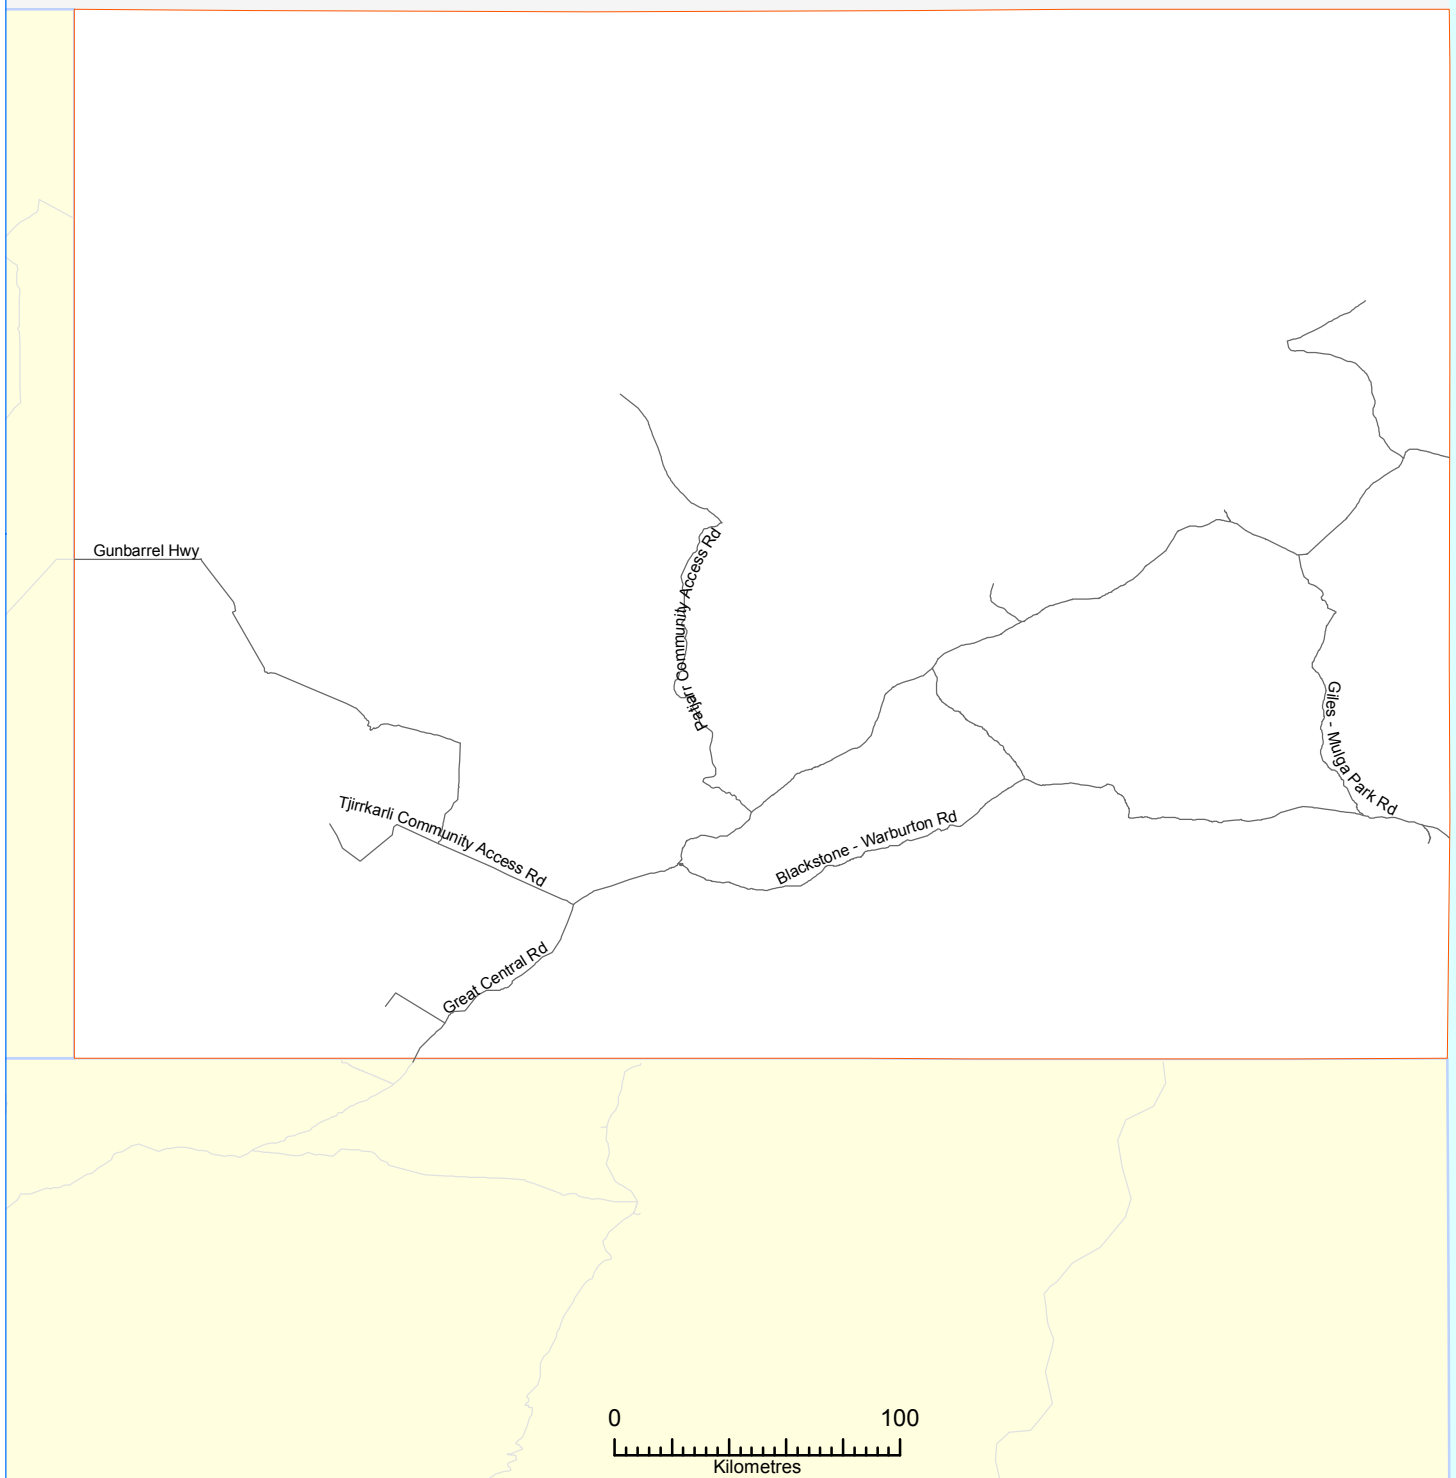 Gunbarrel Hwy
Patjarr Community Access Rd
Giles - Mulga Park Rd
Tjirrkarli Community Access Rd
Blackstone - Warburton Rd
Great Central Rd
0 100
Kilometres